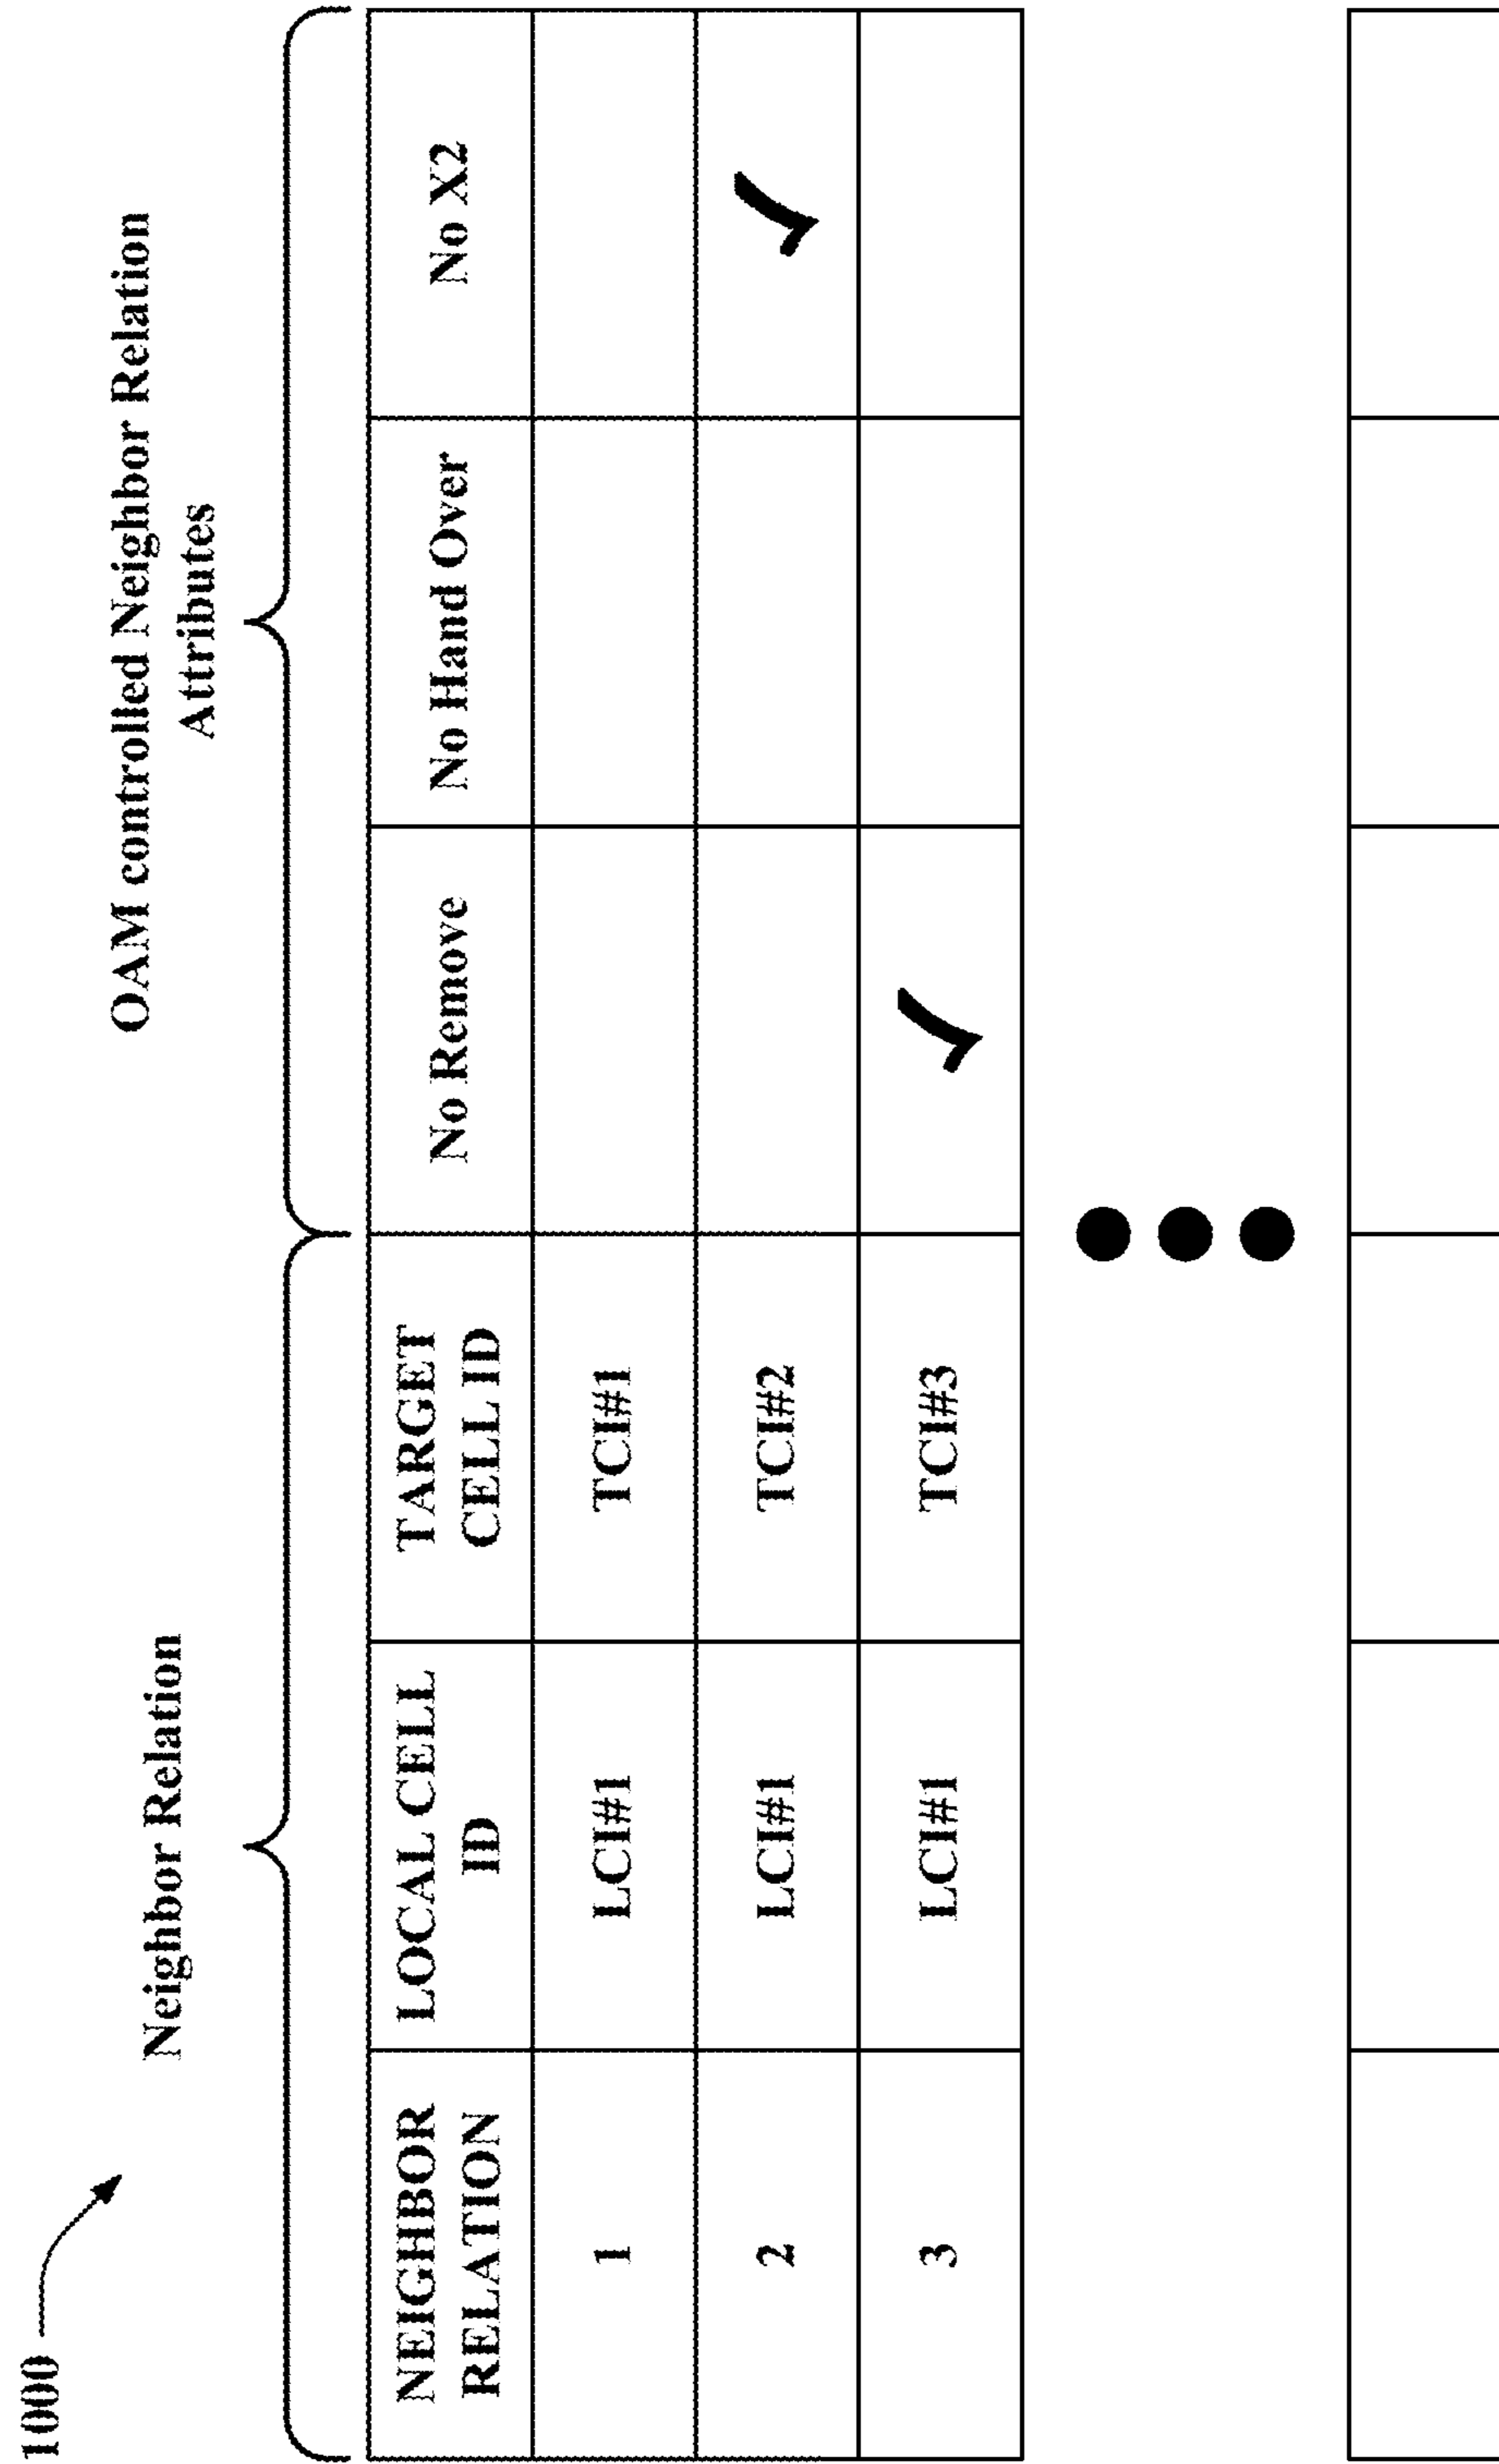 1000
Neighbor Relation
OAM controlled Neighbor Relation
Attributes
NEIGHBOR
RELATION
LOCAL CELL
ID
TARGET
CELL ID
No Remove
No Hand Over
No X2
1
LCI#1
TCI#1
2
LCI#1
TCI#2
✓
3
LCI#1
TCI#3
✓